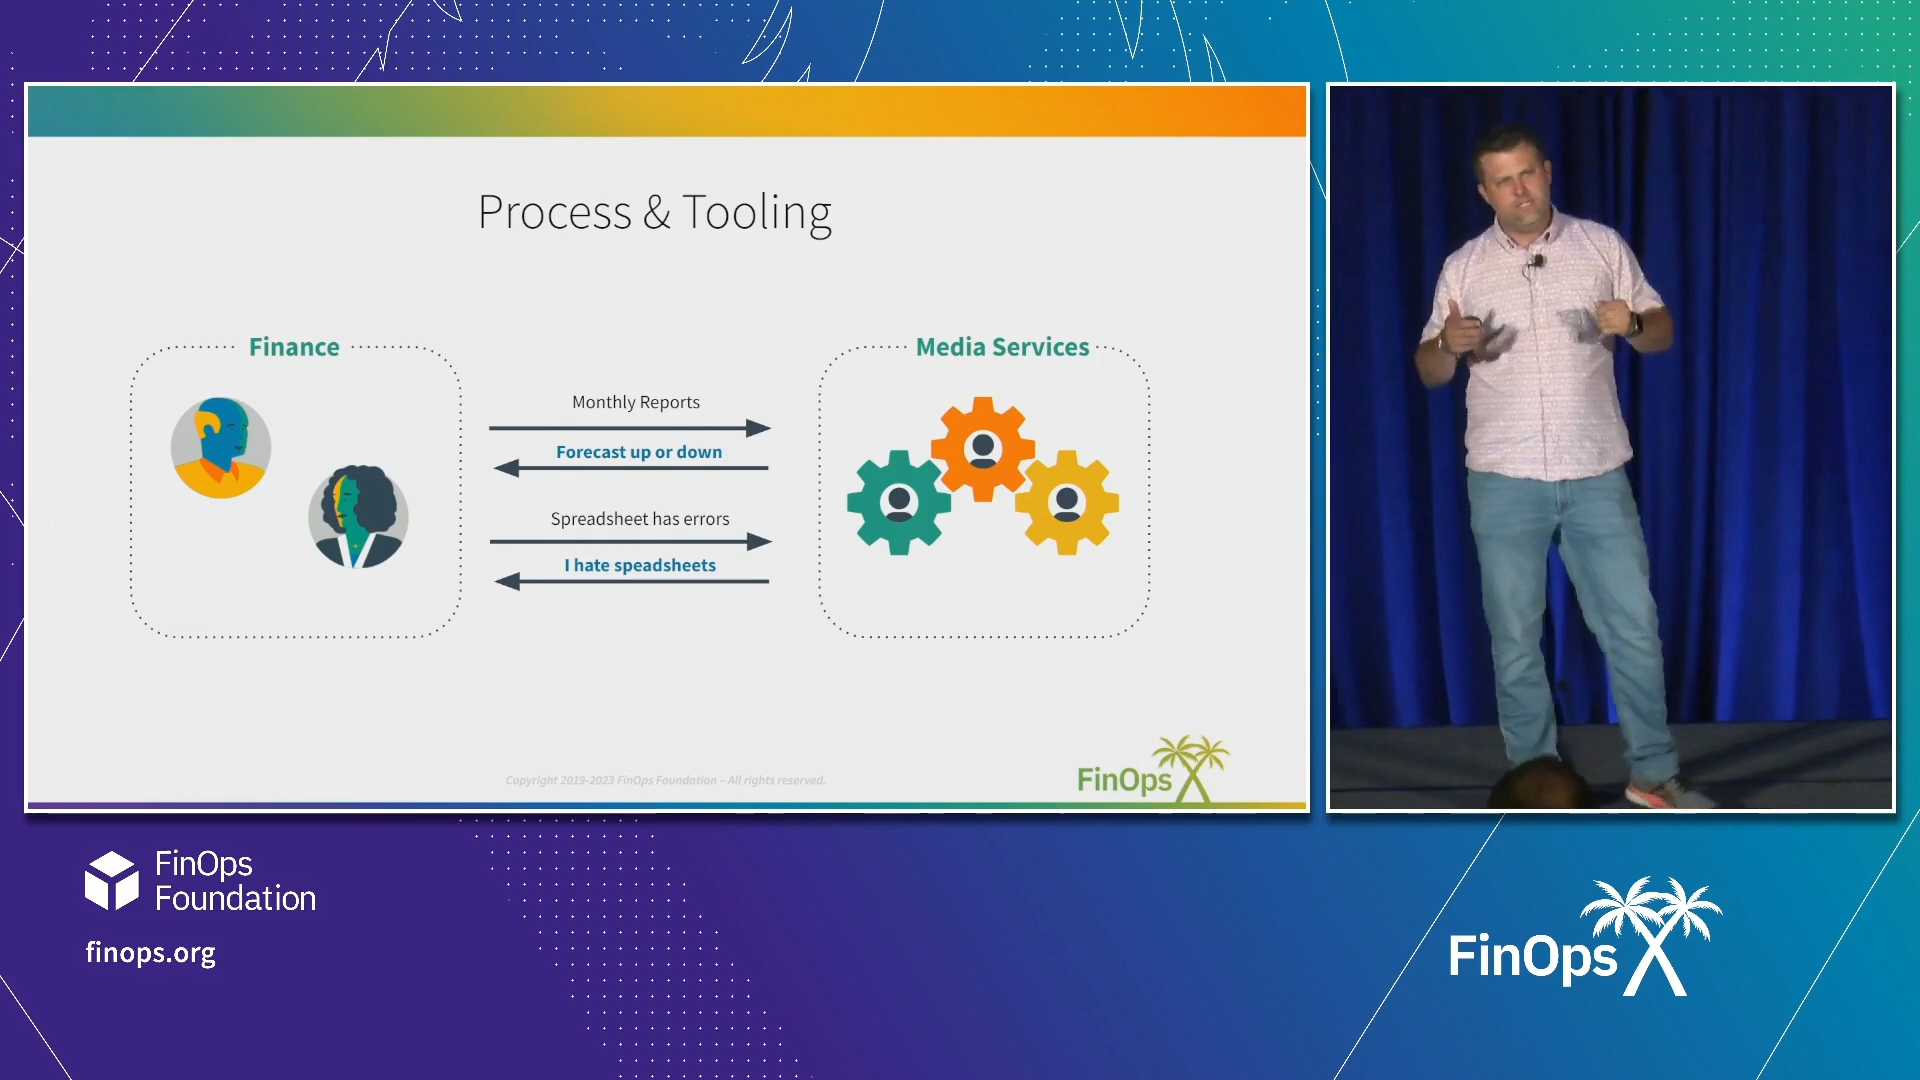 Process & Tooling
Finance
Media Services
Monthly Reports
Forecast up or down
Spreadsheet has errors
I hate speadsheets
Copyright 2019-2023 FinOps Foundation – All rights reserved.
FinOps X
FinOps
Foundation
finops.org
FinOps X